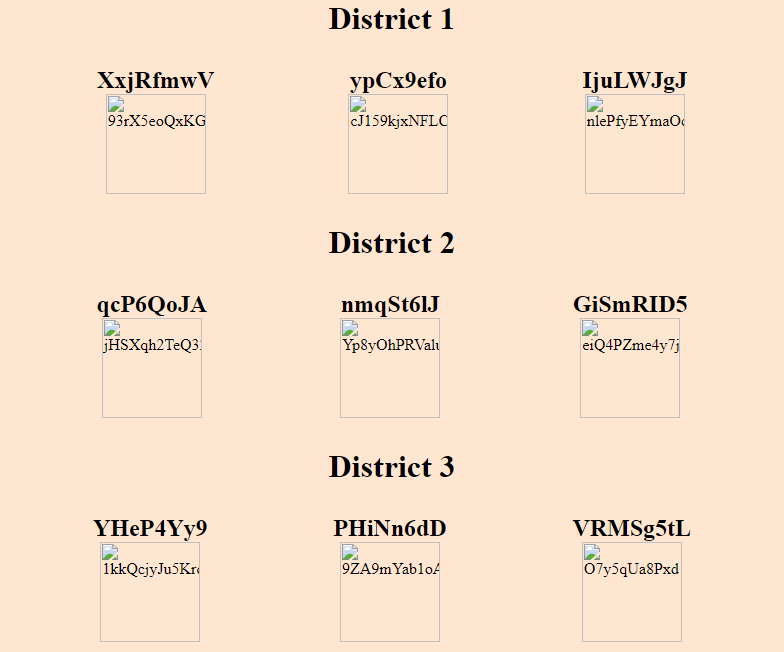 District 1
XxjRfmwV ypCx9efo IjuLWJgJ
93rX5eoQxKG cJ159kjxNFLC nlePfyEYmaO
District 2
qcP6QoJA nmqSt6lJ GiSmRID5
jHSXqh2TeQ3 Yp8yOhPRValu eiQ4PZme4y7j
District 3
YHeP4Yy9 PHiNn6dD VRMSg5tL
1kkQcjyJu5Kr 9ZA9mYab1oA O7y5qUa8Pxd